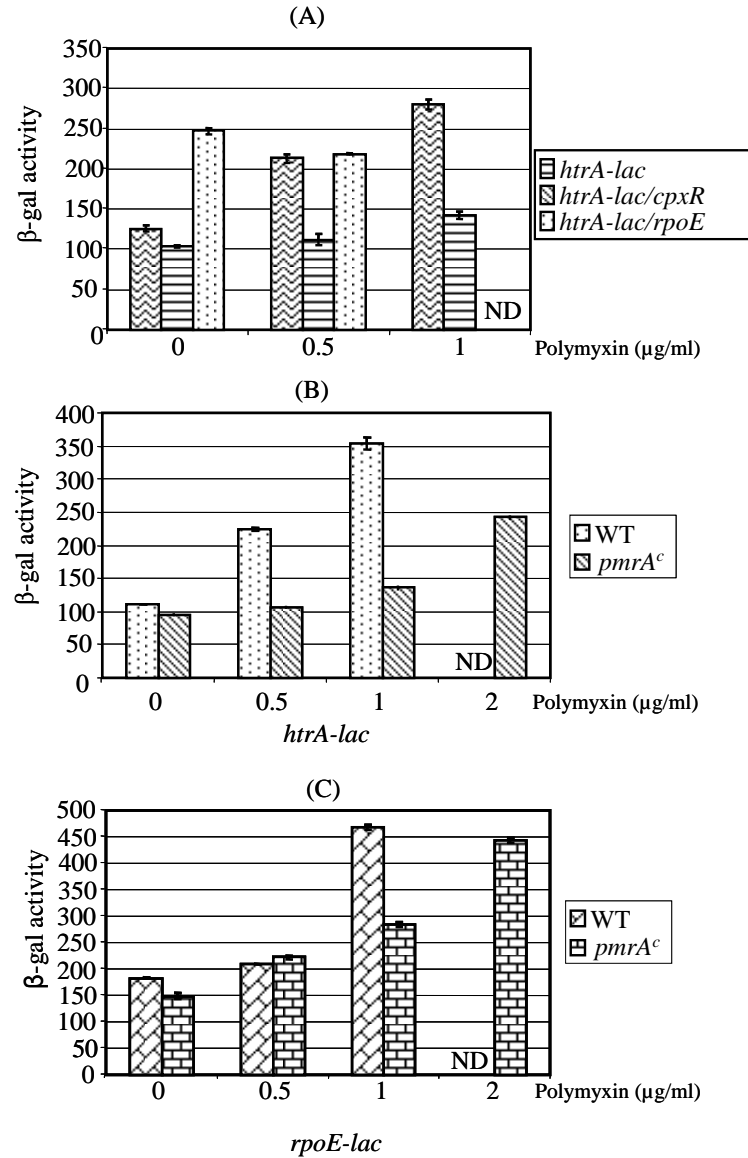 (A)
β-gal activity
350
300
250
200
150
100
50
0
ND
0 0.5 1 Polymyxin (μg/ml)
htrA-lac
htrA-lac/cpxR
htrA-lac/rpoE
(B)
β-gal activity
400
350
300
250
200
150
100
50
0
ND
0 0.5 1 2 Polymyxin (μg/ml)
htrA-lac
WT
pmrAᶜ
(C)
β-gal activity
500
450
400
350
300
250
200
150
100
50
0
ND
0 0.5 1 2 Polymyxin (μg/ml)
rpoE-lac
WT
pmrAᶜ